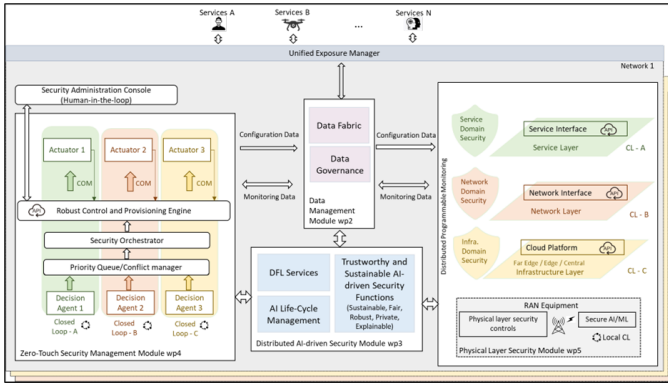 Services A
Services B
...
Services N
Unified Exposure Manager
Network 1
Security Administration Console
(Human-in-the-loop)
Actuator 1
Actuator 2
Actuator 3
COM
COM
COM
API
Robust Control and Provisioning Engine
Security Orchestrator
Priority Queue/Conflict manager
Decision
Agent 1
Decision
Agent 2
Decision
Agent 3
Closed
Loop - A
Closed
Loop - B
Closed
Loop - C
Zero-Touch Security Management Module wp4
Configuration Data
Monitoring Data
Data Fabric
Data
Governance
Data
Management
Module wp2
Configuration Data
Monitoring Data
DFL Services
AI Life-Cycle
Management
Trustworthy and
Sustainable AI-
driven Security
Functions
(Sustainable, Fair,
Robust, Private,
Explainable)
Distributed AI-driven Security Module wp3
Distributed Programmable Monitoring
Service
Domain
Security
Service Interface
API
Service Layer
CL - A
Network
Domain
Security
Network Interface
API
Network Layer
CL - B
Infra.
Domain
Security
Cloud Platform
API
Far Edge / Edge / Central
Infrastructure Layer
CL - C
RAN Equipment
Physical layer security
controls
Secure AI/ML
Local CL
Physical Layer Security Module wp5